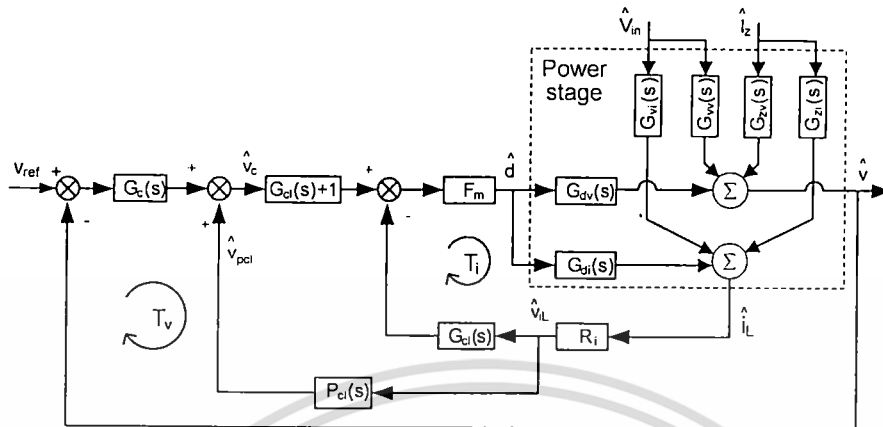 V̂in
îz
Power
stage
Gvi(s)
Gvv(s)
Gzv(s)
Gzi(s)
vref
+
-
Gc(s)
+
+
v̂c
Gcl(s)+1
+
-
Fm
d̂
Gdv(s)
Σ
v̂
v̂pcl
Ti
Gdi(s)
Σ
Tv
Gcl(s)
v̂iL
Ri
îL
Pcl(s)